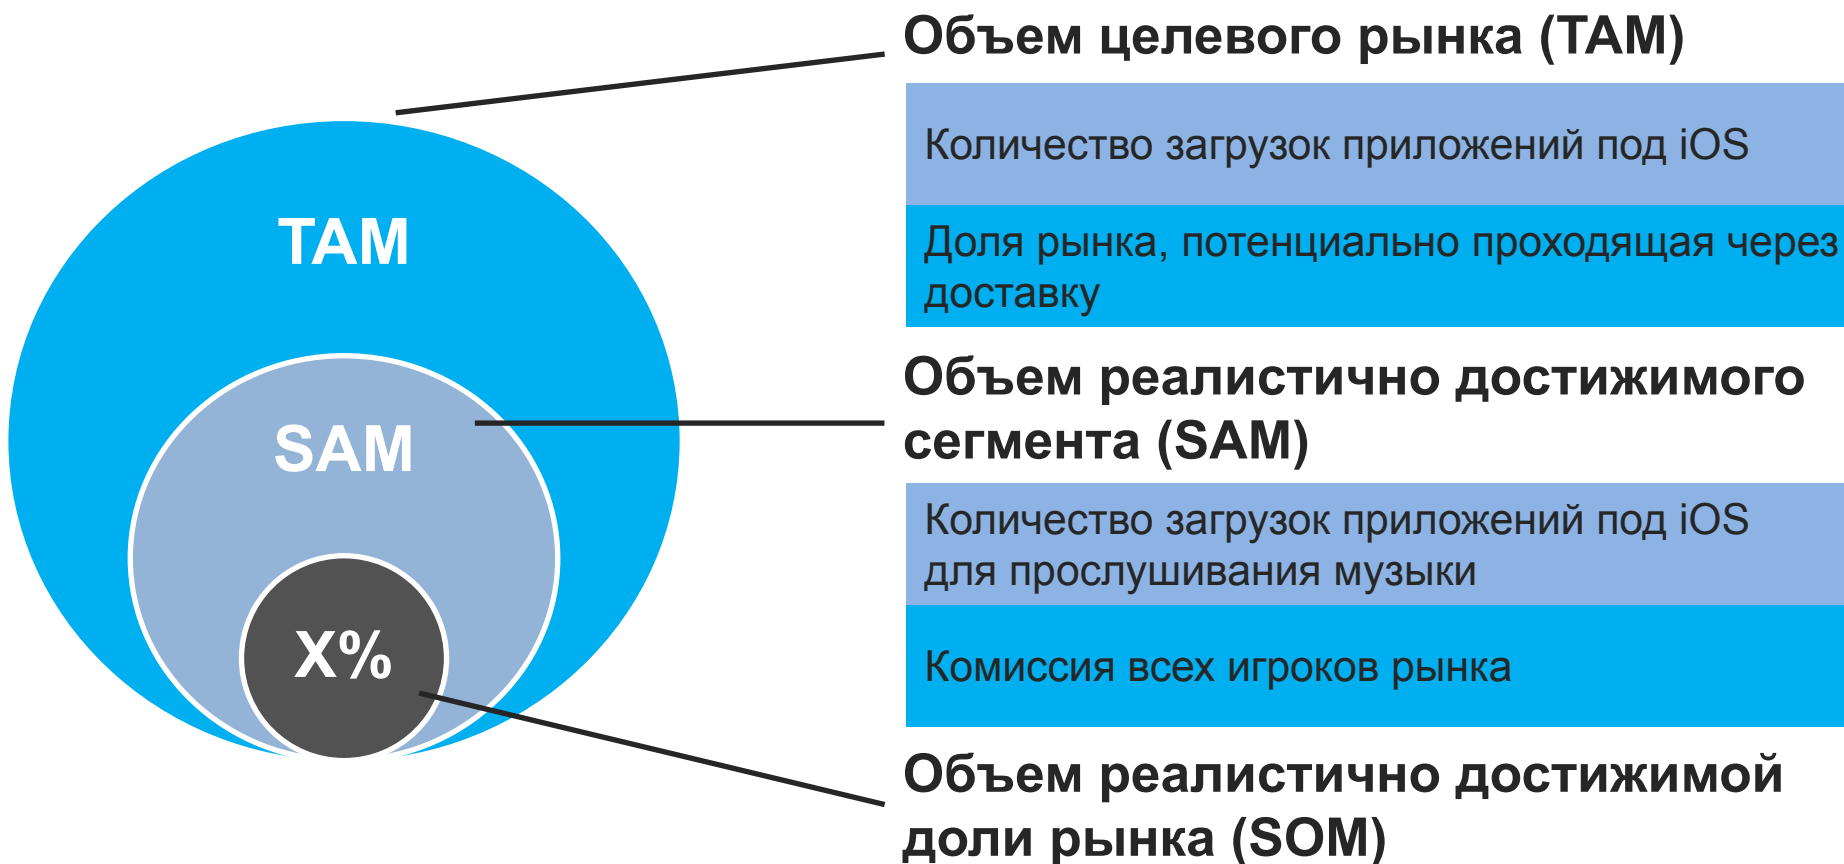 Объем целевого рынка (TAM)
Количество загрузок приложений под iOS
Доля рынка, потенциально проходящая через
доставку
TAM
Объем реалистично достижимого
сегмента (SAM)
SAM
Количество загрузок приложений под iOS
для прослушивания музыки
Комиссия всех игроков рынка
X%
Объем реалистично достижимой
доли рынка (SOM)